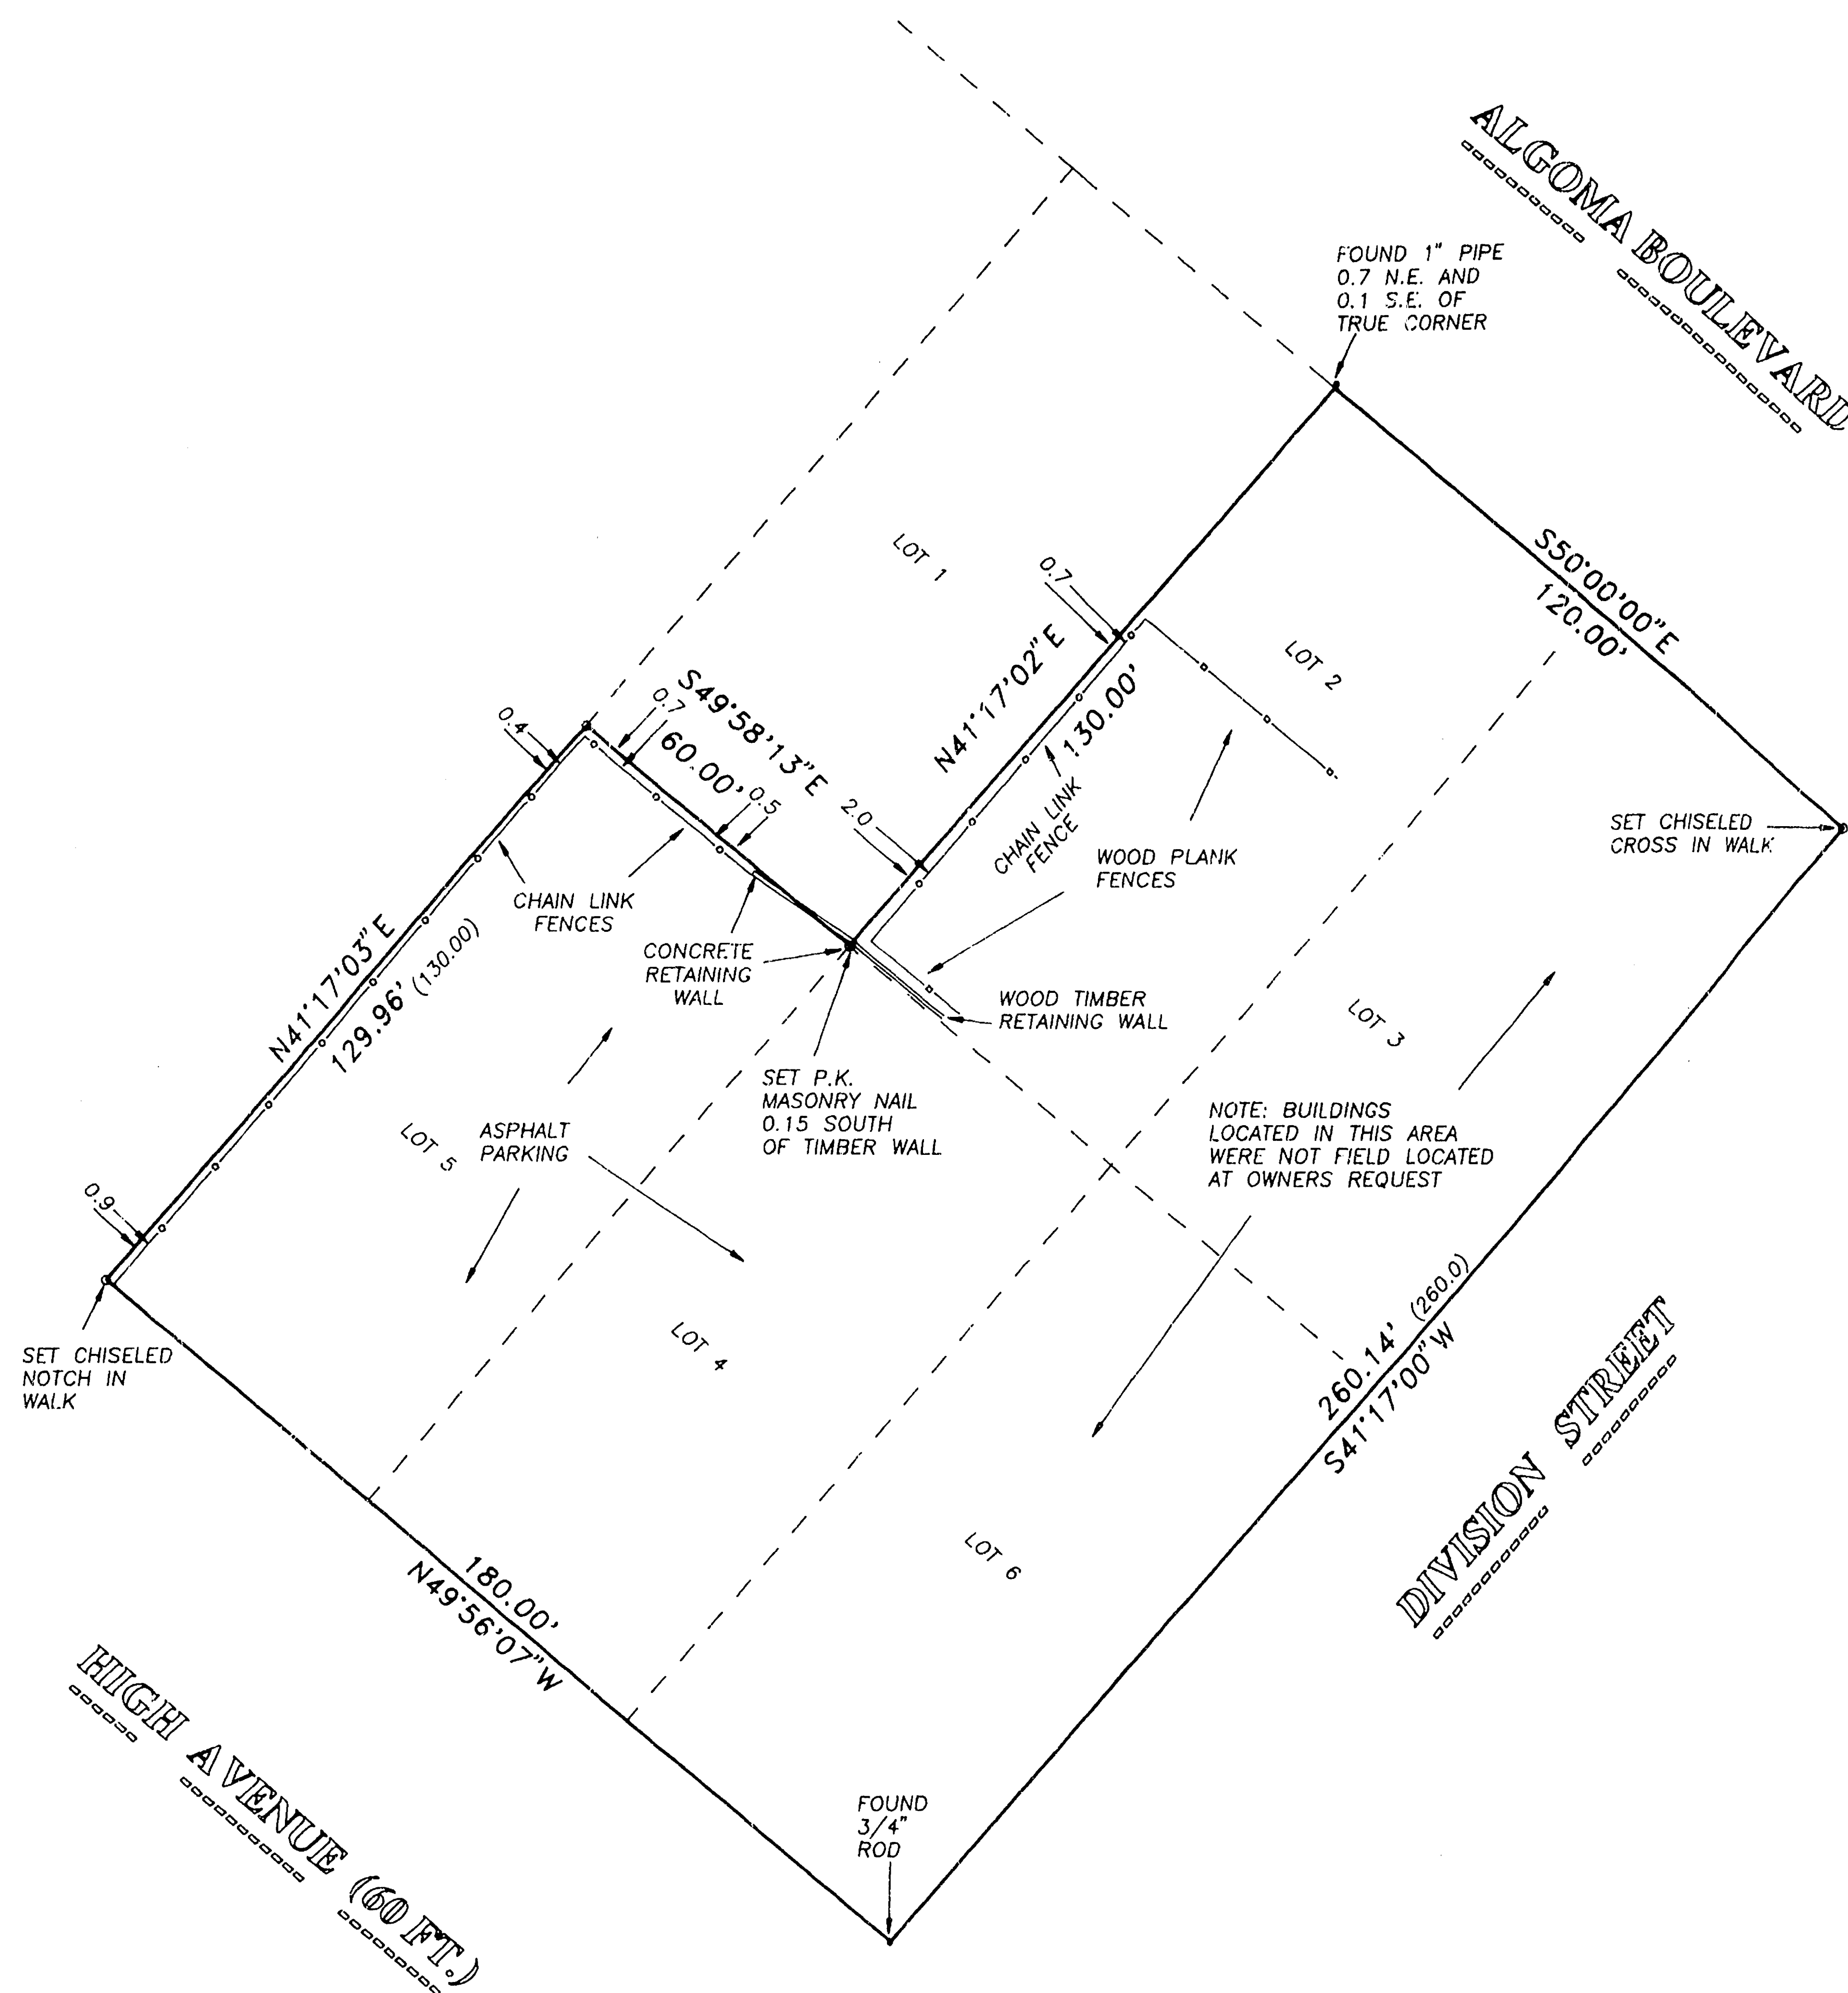 ALGOMA BOULEVARD
FOUND 1" PIPE
0.7 N.E. AND
0.1 S.E. OF
TRUE CORNER
LOT 1
0.7
S50°00'00"E
120.00'
N41°17'02"E
130.00'
LOT 2
S49°58'13"E
60.00'
0.7
0.5
0.4
2.0
CHAIN LINK
FENCE
WOOD PLANK
FENCES
SET CHISELED
CROSS IN WALK
CHAIN LINK
FENCES
CONCRETE
RETAINING
WALL
N41°17'03"E
129.96' (130.00)
WOOD TIMBER
RETAINING WALL
LOT 3
SET P.K.
MASONRY NAIL
0.15 SOUTH
OF TIMBER WALL
NOTE: BUILDINGS
LOCATED IN THIS AREA
WERE NOT FIELD LOCATED
AT OWNERS REQUEST
LOT 5
ASPHALT
PARKING
0.9
SET CHISELED
NOTCH IN
WALK
LOT 4
260.14' (260.0)
S41°17'00"W
DIVISION STREET
LOT 6
180.00'
N49°56'07"W
HIGH AVENUE (60 FT.)
FOUND
3/4"
ROD